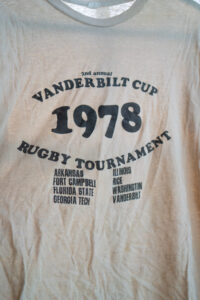 2nd annual
VANDERBILT CUP
1978
RUGBY TOURNAMENT
ARKANSAS
FORT CAMPBELL
FLORIDA STATE
GEORGIA TECH
ILLINOIS
RICE
WASHINGTON
VANDERBILT